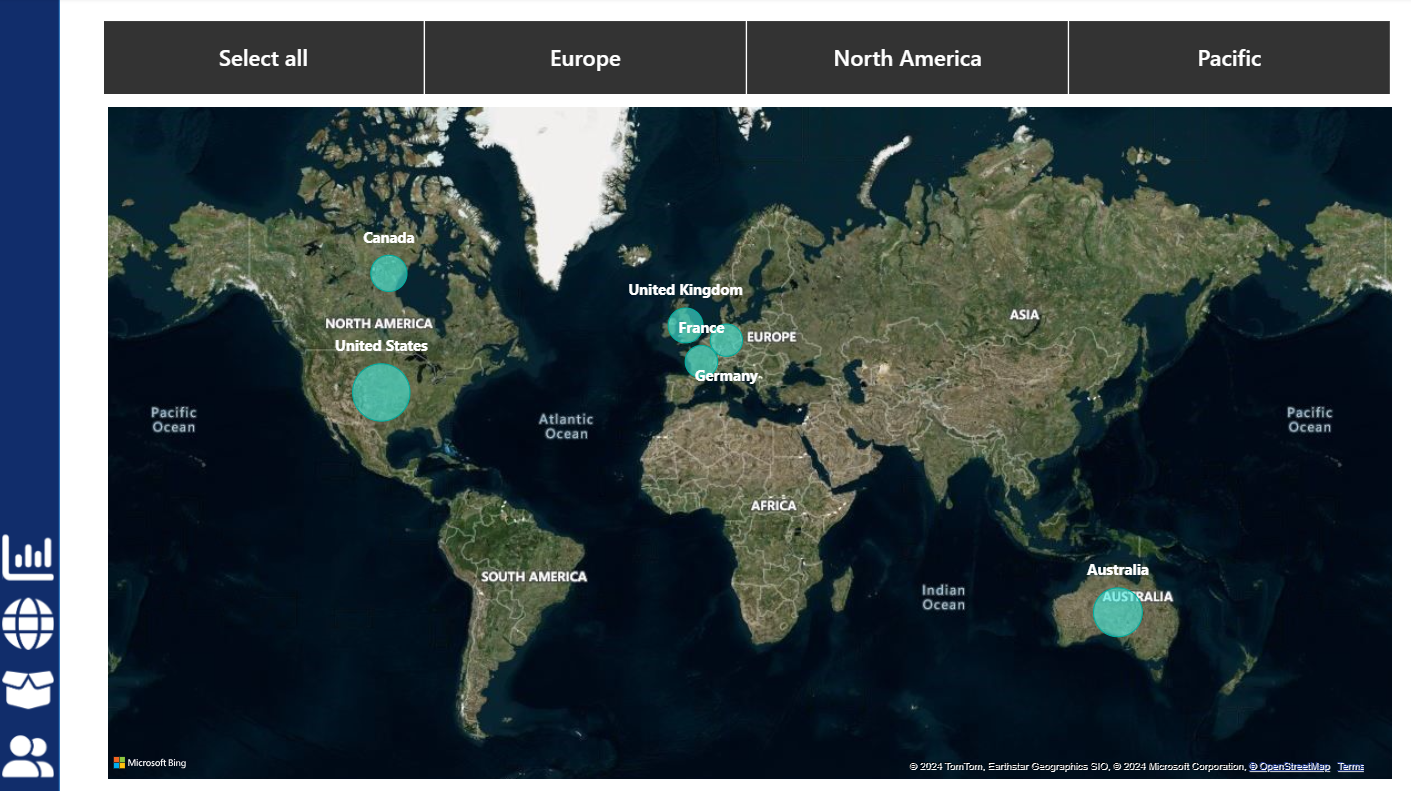 Select all
Europe
North America
Pacific
Canada
United Kingdom
ASIA
NORTH AMERICA
France
EUROPE
United States
Germany
Pacific
Ocean
Atlantic
Ocean
Pacific
Ocean
AFRICA
Australia
SOUTH AMERICA
Indian
Ocean
AUSTRALIA
Microsoft Bing
© 2024 TomTom, Earthstar Geographics SIO, © 2024 Microsoft Corporation, © OpenStreetMap Terms